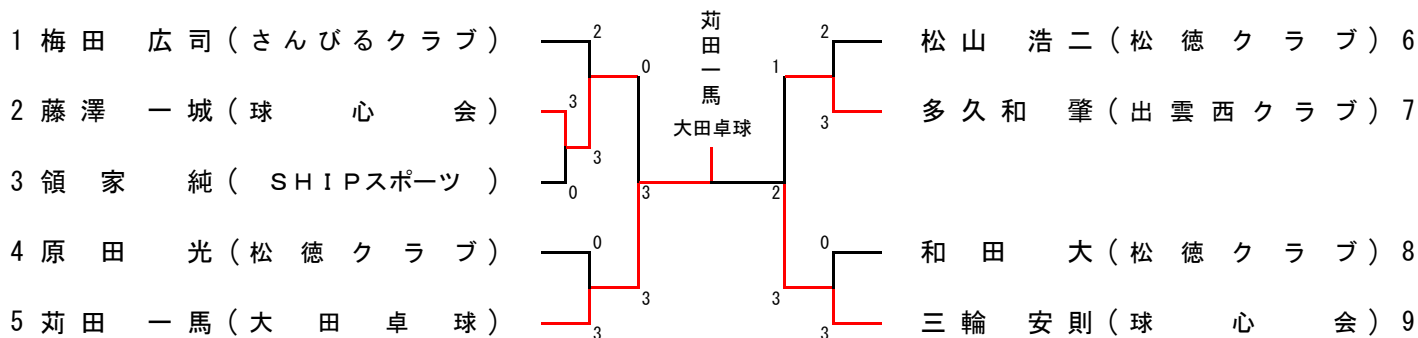 1 梅田 広司 (さんびるクラブ)
2 藤澤 一城 (球心会)
3 領家 純 (SHIPスポーツ)
4 原田 光 (松徳クラブ)
5 苅田 一馬 (大田卓球)
2
3
0
3
0
3
0
3
3
苅田一馬
大田卓球
3
2
1
3
2
3
0
3
松山 浩二 (松徳クラブ) 6
多久和 肇 (出雲西クラブ) 7
和田 大 (松徳クラブ) 8
三輪 安則 (球心会) 9